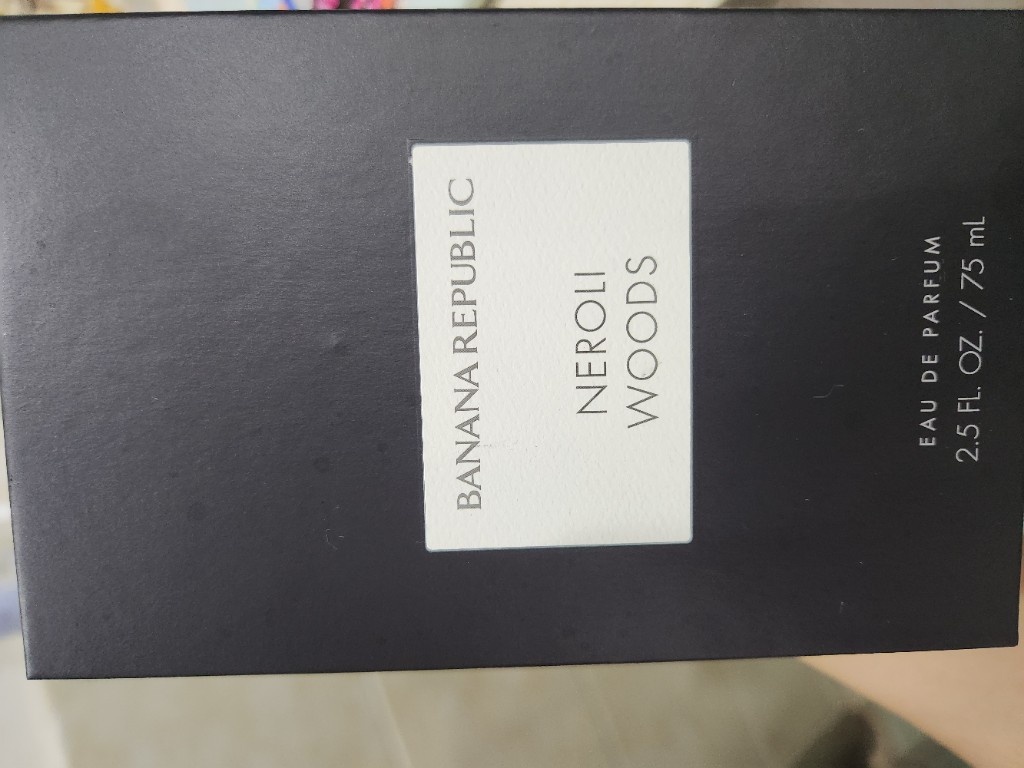 BANANA REPUBLIC
NEROLI
WOODS
EAU DE PARFUM
2.5 FL. OZ. / 75 mL